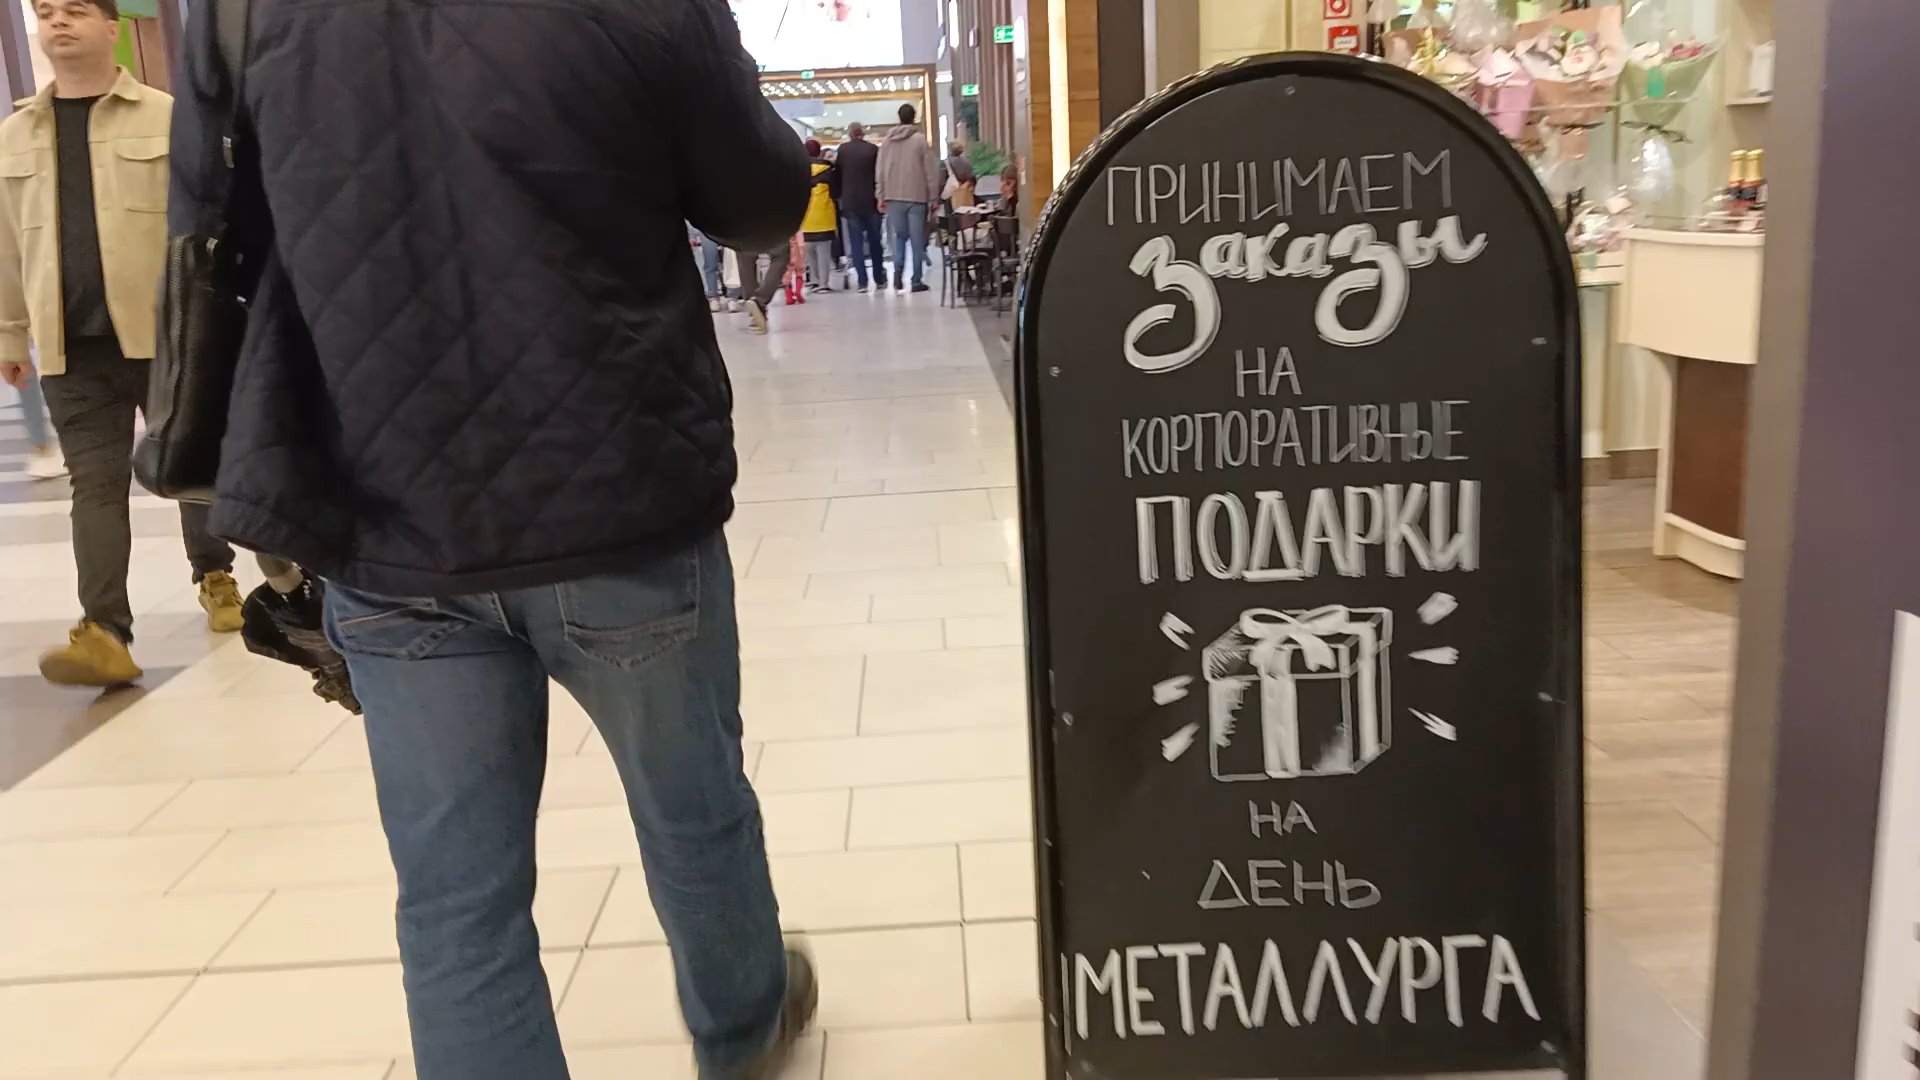 ПРИНИМАЕМ
заказы
НА
КОРПОРАТИВНЫЕ
ПОДАРКИ
НА
ДЕНЬ
МЕТАЛЛУРГА